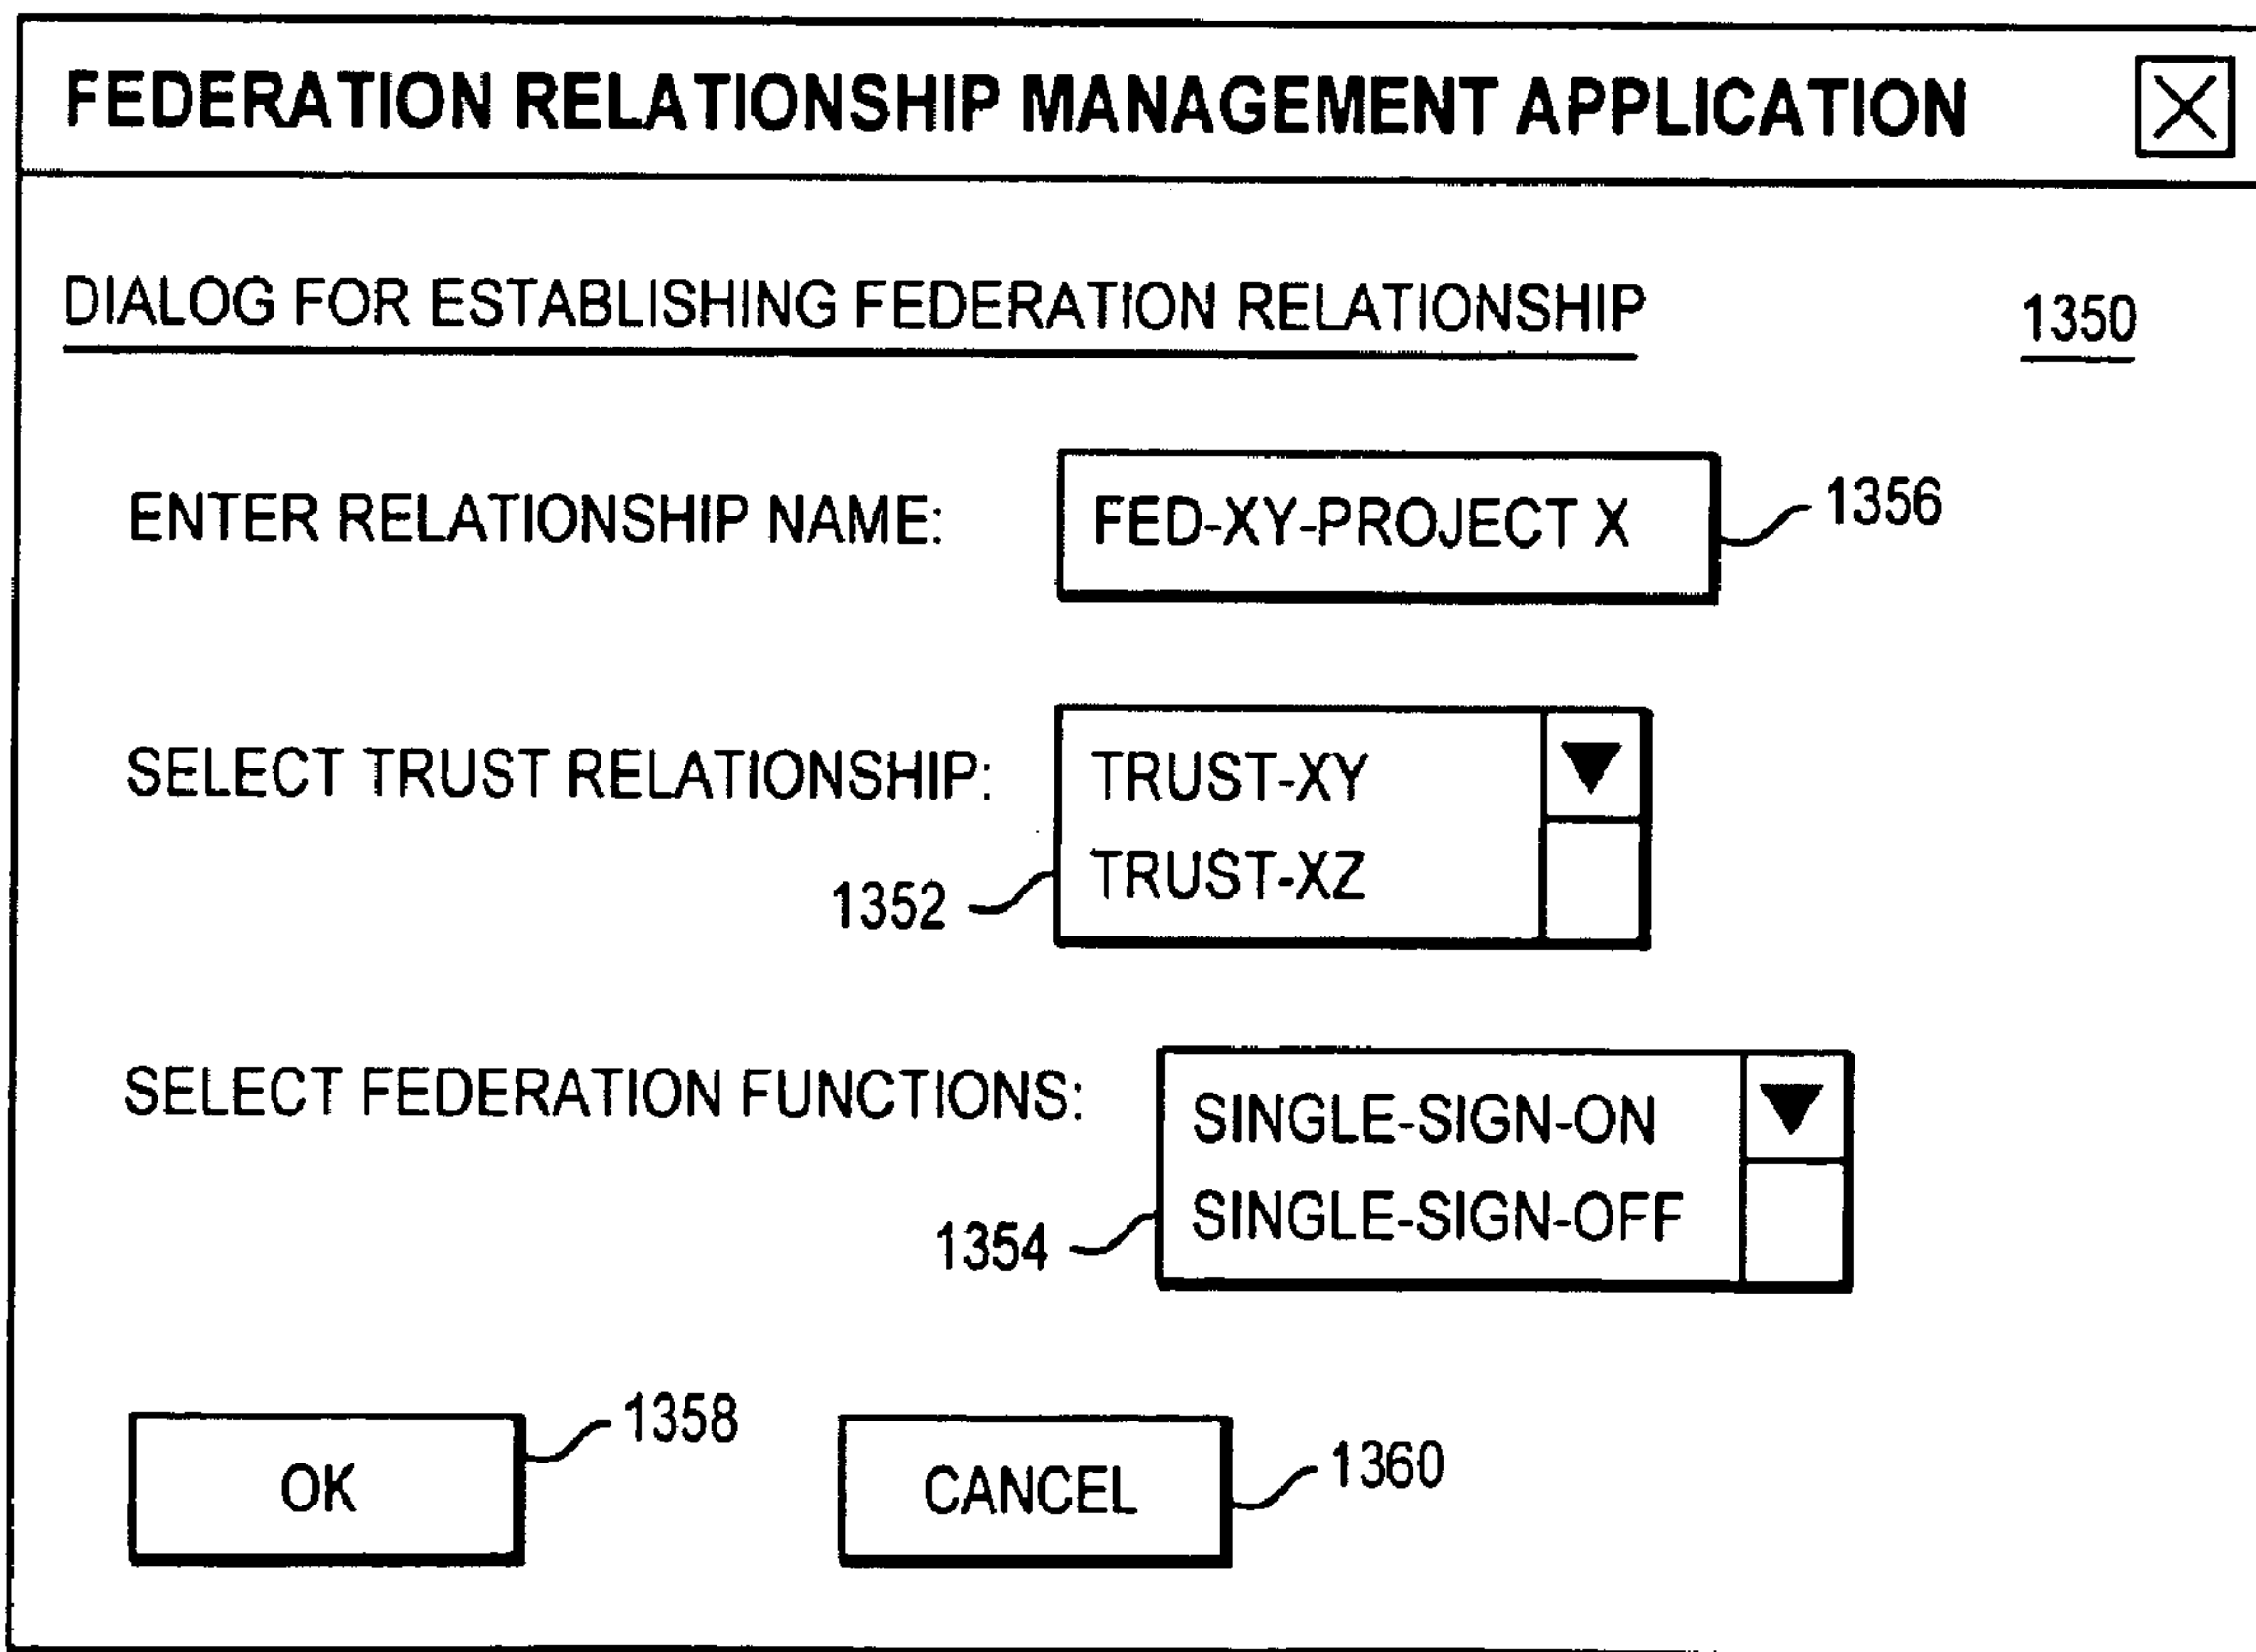 FEDERATION RELATIONSHIP MANAGEMENT APPLICATION
DIALOG FOR ESTABLISHING FEDERATION RELATIONSHIP 1350
ENTER RELATIONSHIP NAME: FED-XY-PROJECT X 1356
SELECT TRUST RELATIONSHIP: TRUST-XY
1352 TRUST-XZ
SELECT FEDERATION FUNCTIONS: SINGLE-SIGN-ON
1354 SINGLE-SIGN-OFF
OK 1358 CANCEL 1360